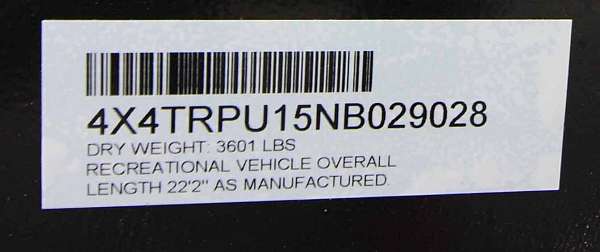 4X4TRPU15NB029028
DRY WEIGHT: 3601 LBS
RECREATIONAL VEHICLE OVERALL
LENGTH 22'2" AS MANUFACTURED.